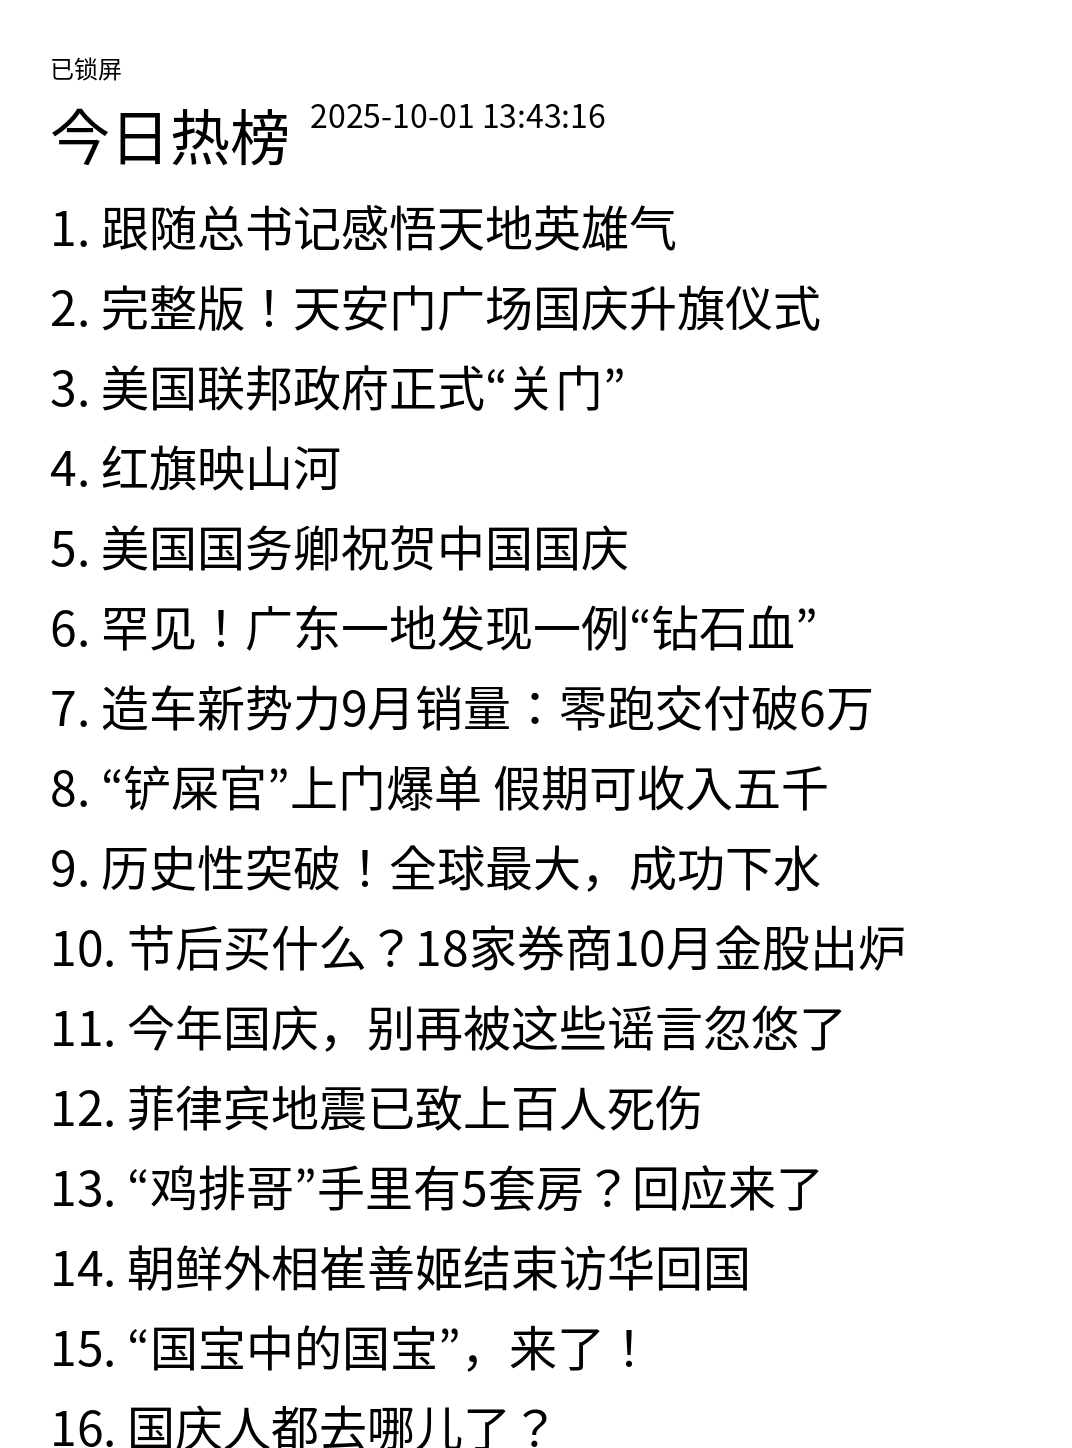 已锁屏
今日热榜 2025-10-01 13:43:16
1. 跟随总书记感悟天地英雄气
2. 完整版！天安门广场国庆升旗仪式
3. 美国联邦政府正式“关门”
4. 红旗映山河
5. 美国国务卿祝贺中国国庆
6. 罕见！广东一地发现一例“钻石血”
7. 造车新势力9月销量：零跑交付破6万
8. “铲屎官”上门爆单 假期可收入五千
9. 历史性突破！全球最大，成功下水
10. 节后买什么？18家券商10月金股出炉
11. 今年国庆，别再被这些谣言忽悠了
12. 菲律宾地震已致上百人死伤
13. “鸡排哥”手里有5套房？回应来了
14. 朝鲜外相崔善姬结束访华回国
15. “国宝中的国宝”，来了！
16. 国庆人都去哪儿了？